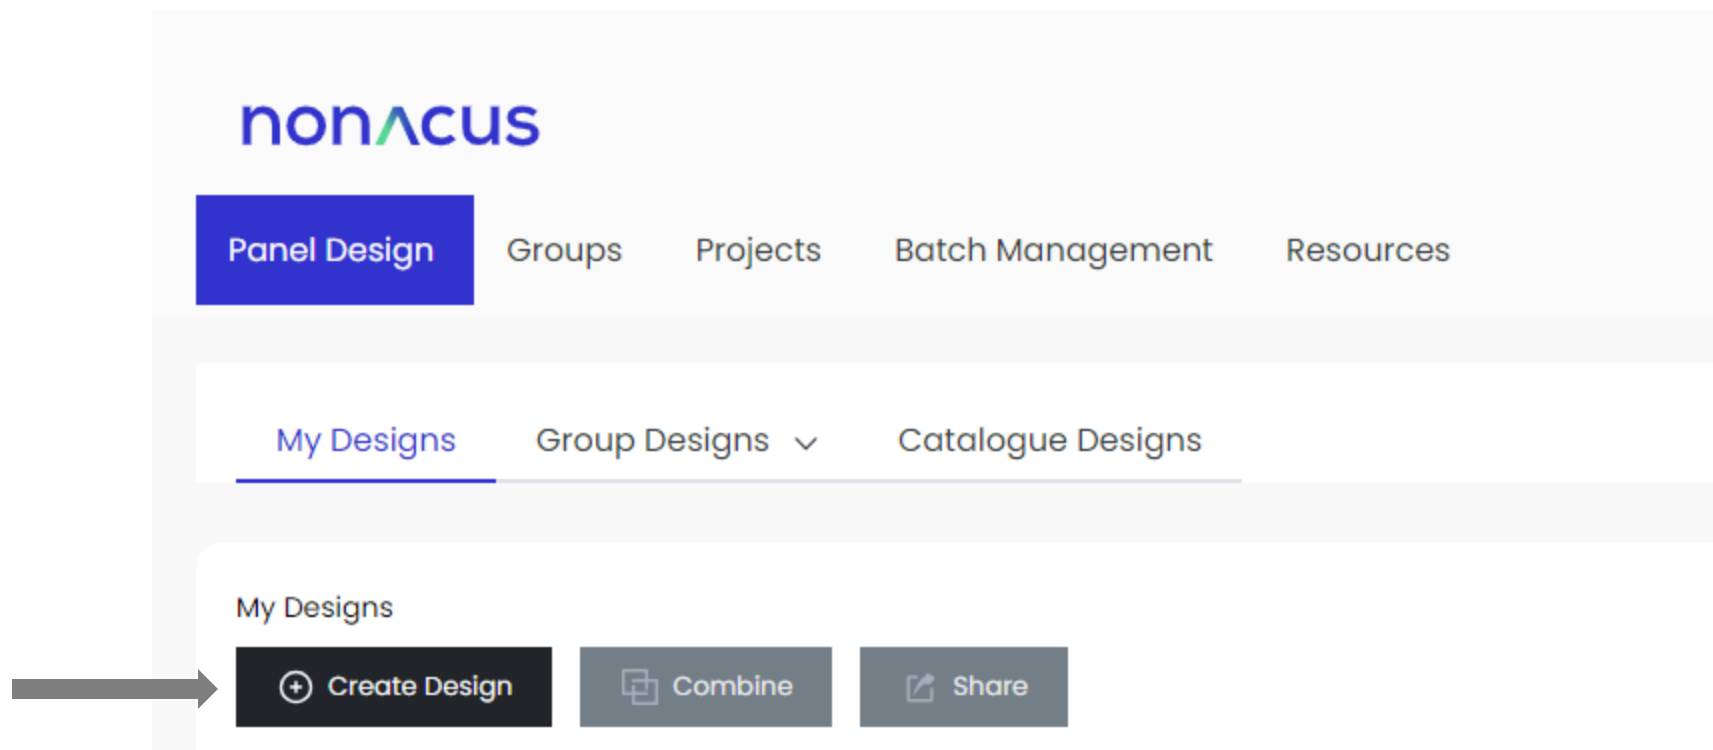 nonacus
Panel Design Groups Projects Batch Management Resources
My Designs Group Designs Catalogue Designs
My Designs
Create Design Combine Share